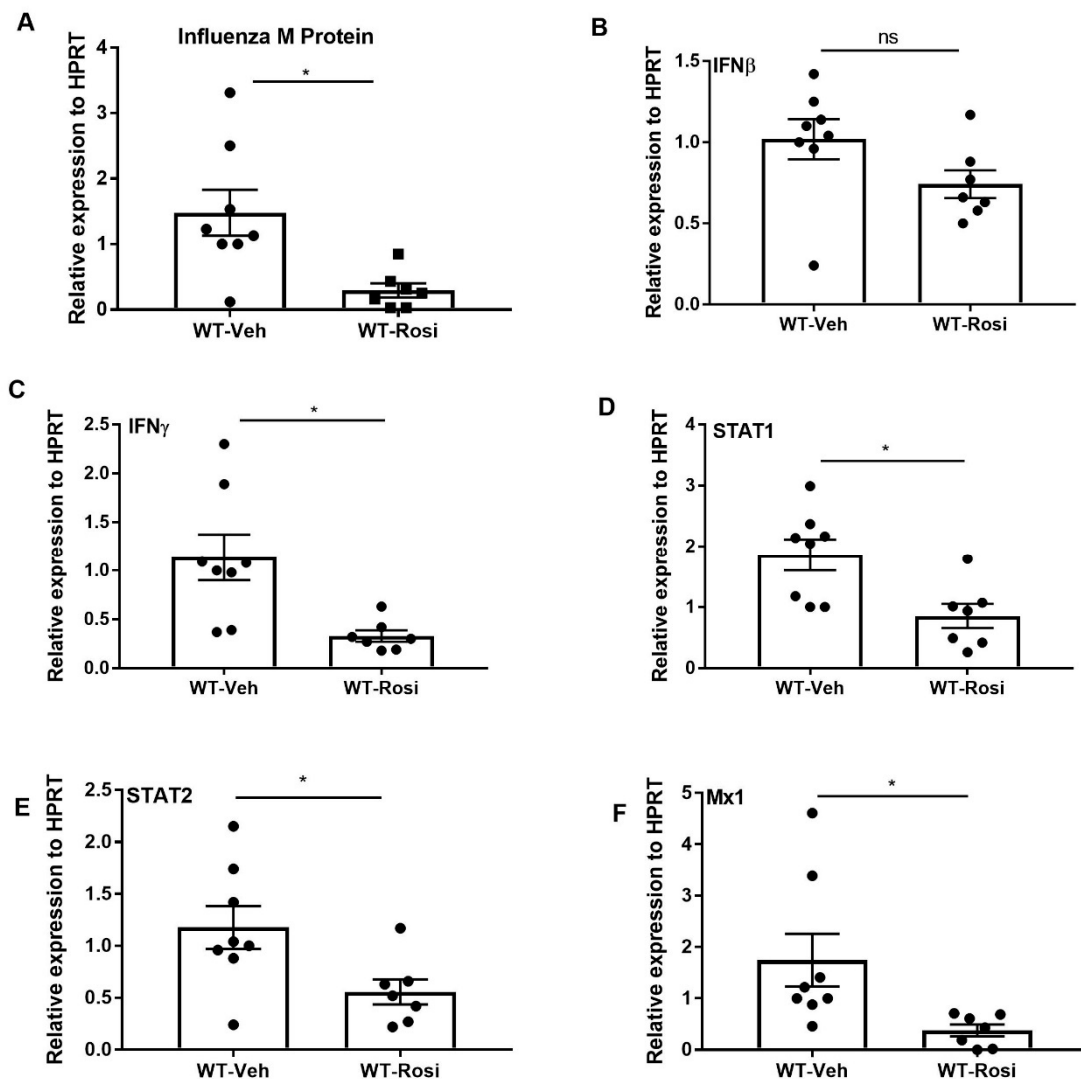 A
Influenza M Protein
*
Relative expression to HPRT
4
3
2
1
0
WT-Veh WT-Rosi
B
IFNβ
ns
Relative expression to HPRT
1.5
1.0
0.5
0.0
WT-Veh WT-Rosi
C
IFNγ
*
Relative expression to HPRT
2.5
2.0
1.5
1.0
0.5
0.0
WT-Veh WT-Rosi
D
STAT1
*
Relative expression to HPRT
4
3
2
1
0
WT-Veh WT-Rosi
E
STAT2
*
Relative expression to HPRT
2.5
2.0
1.5
1.0
0.5
0.0
WT-Veh WT-Rosi
F
Mx1
*
Relative expression to HPRT
5
4
3
2
1
0
WT-Veh WT-Rosi